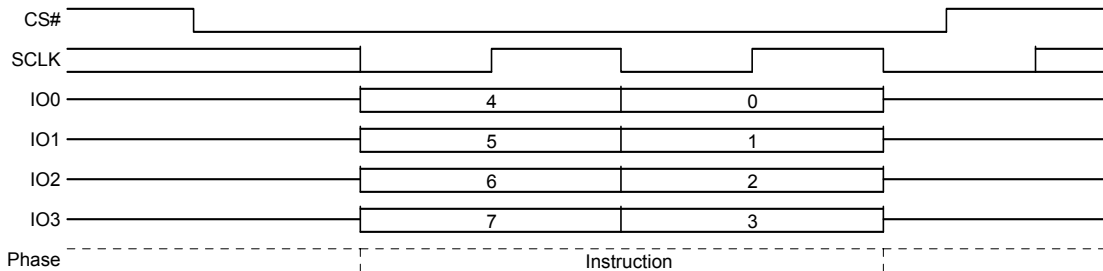 CS#
SCLK
IO0 4 0
IO1 5 1
IO2 6 2
IO3 7 3
Phase Instruction